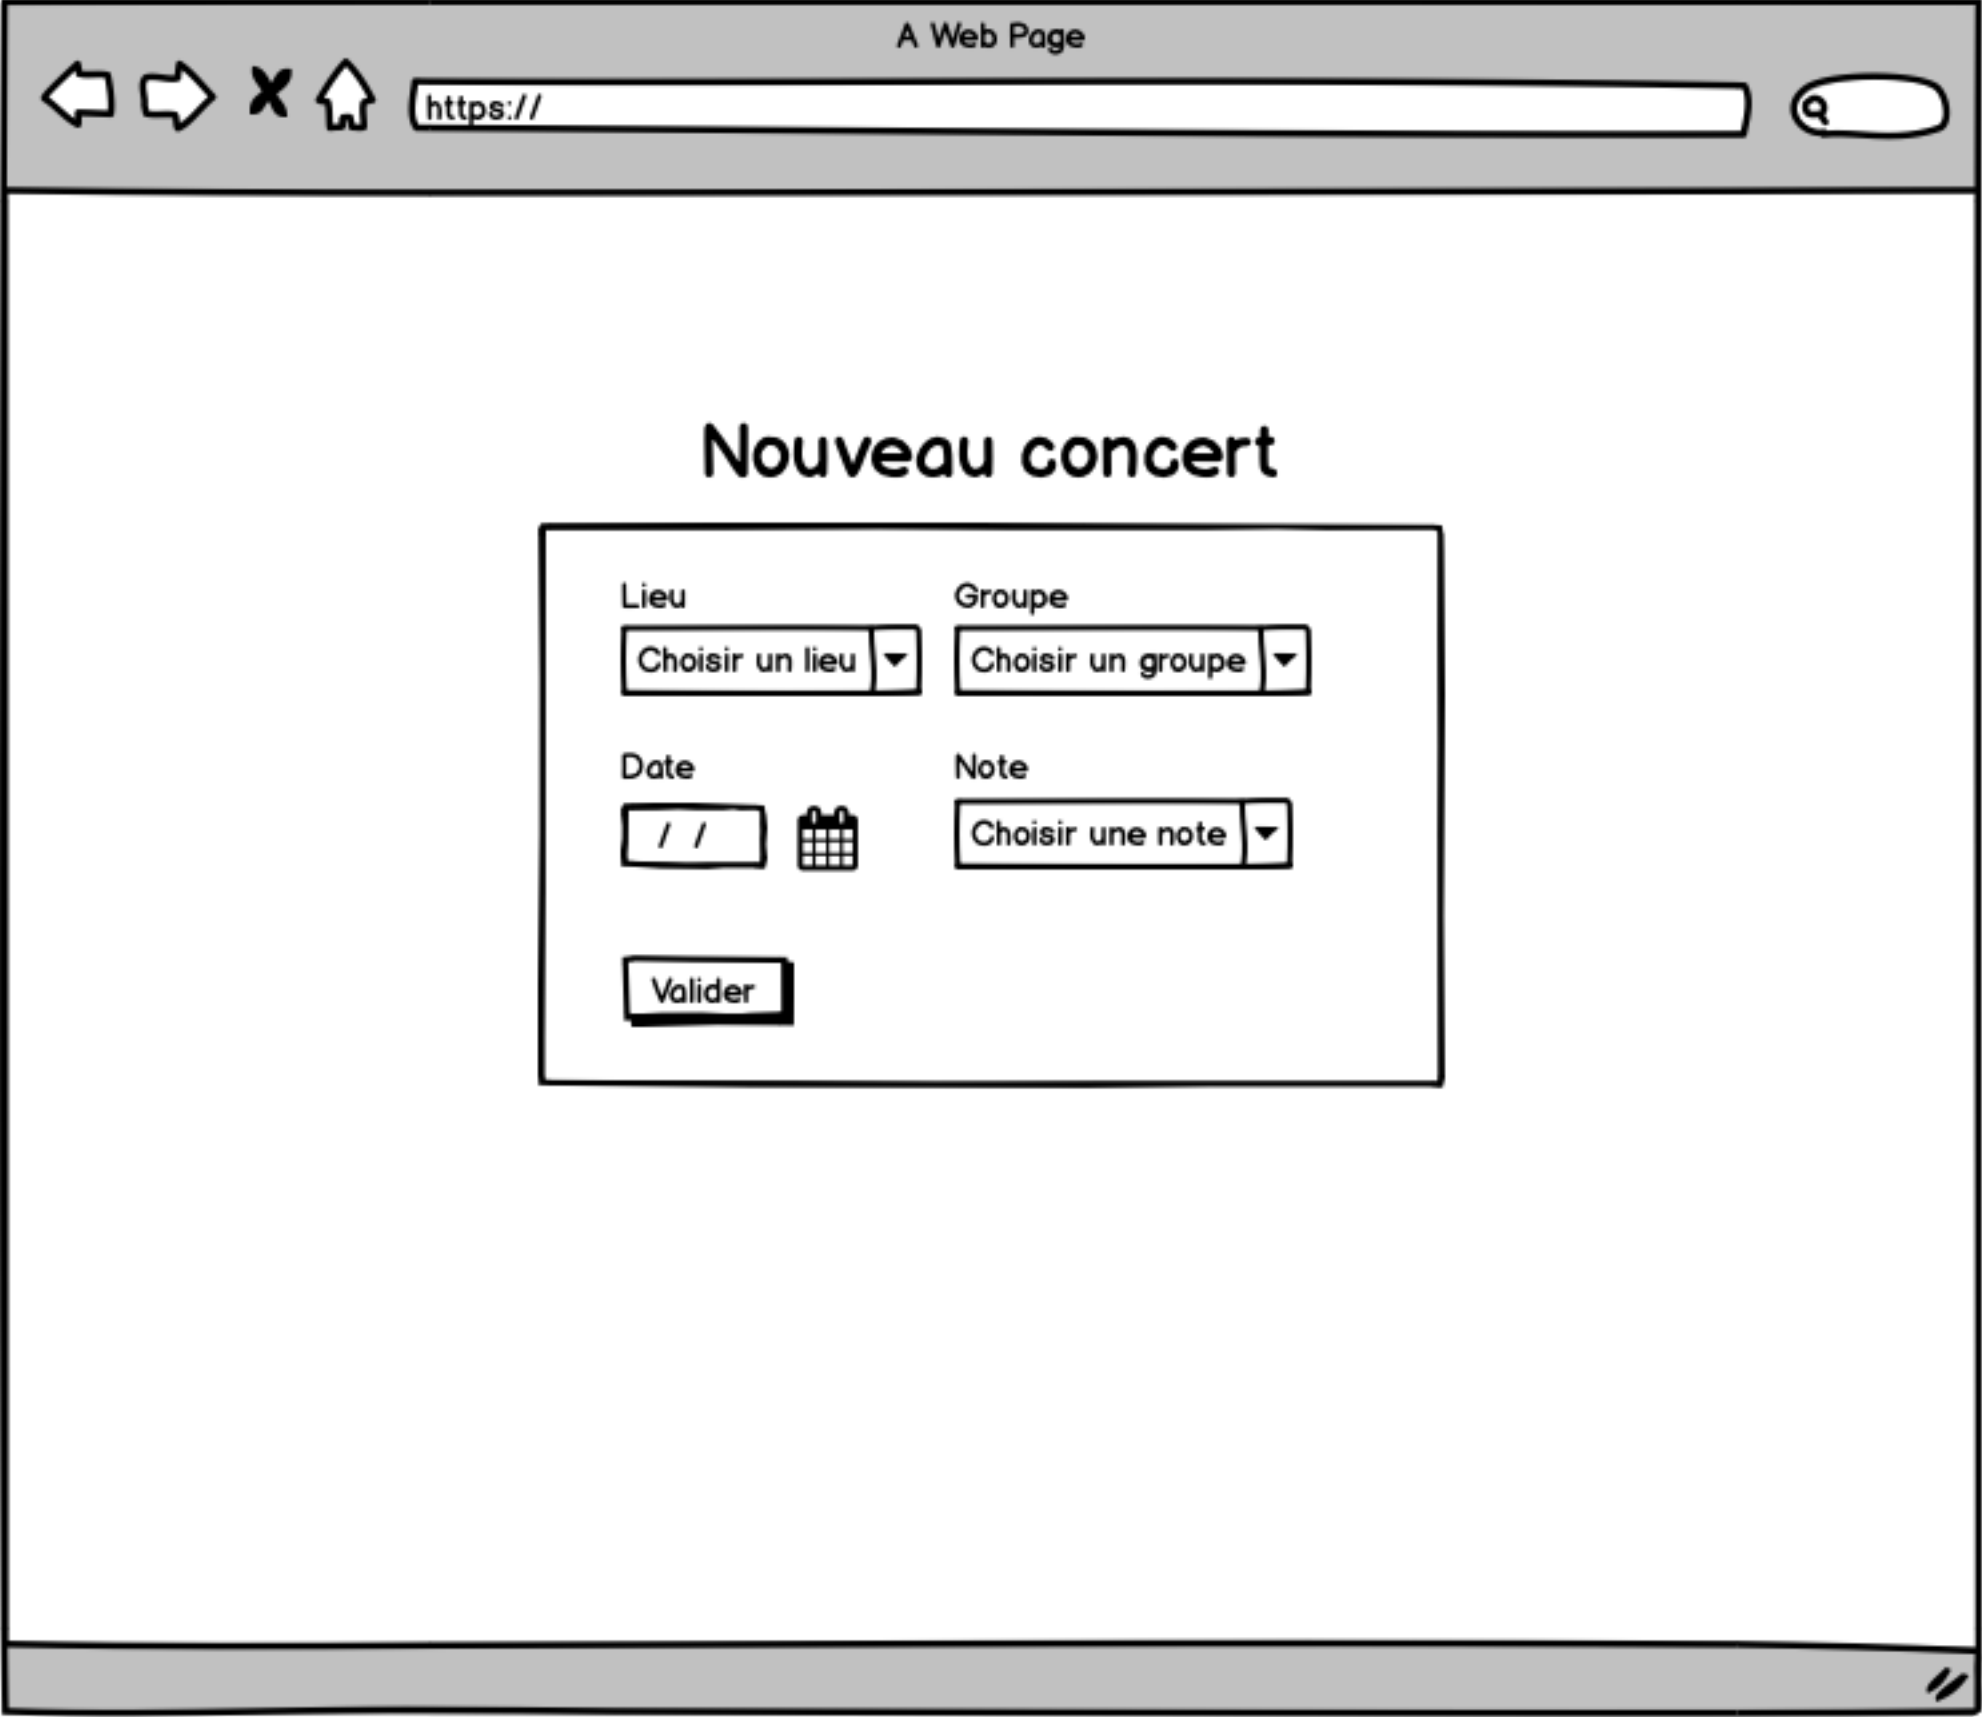 A Web Page
https://
Nouveau concert
Lieu
Groupe
Choisir un lieu
Choisir un groupe
Date
Note
/ /
Choisir une note
Valider